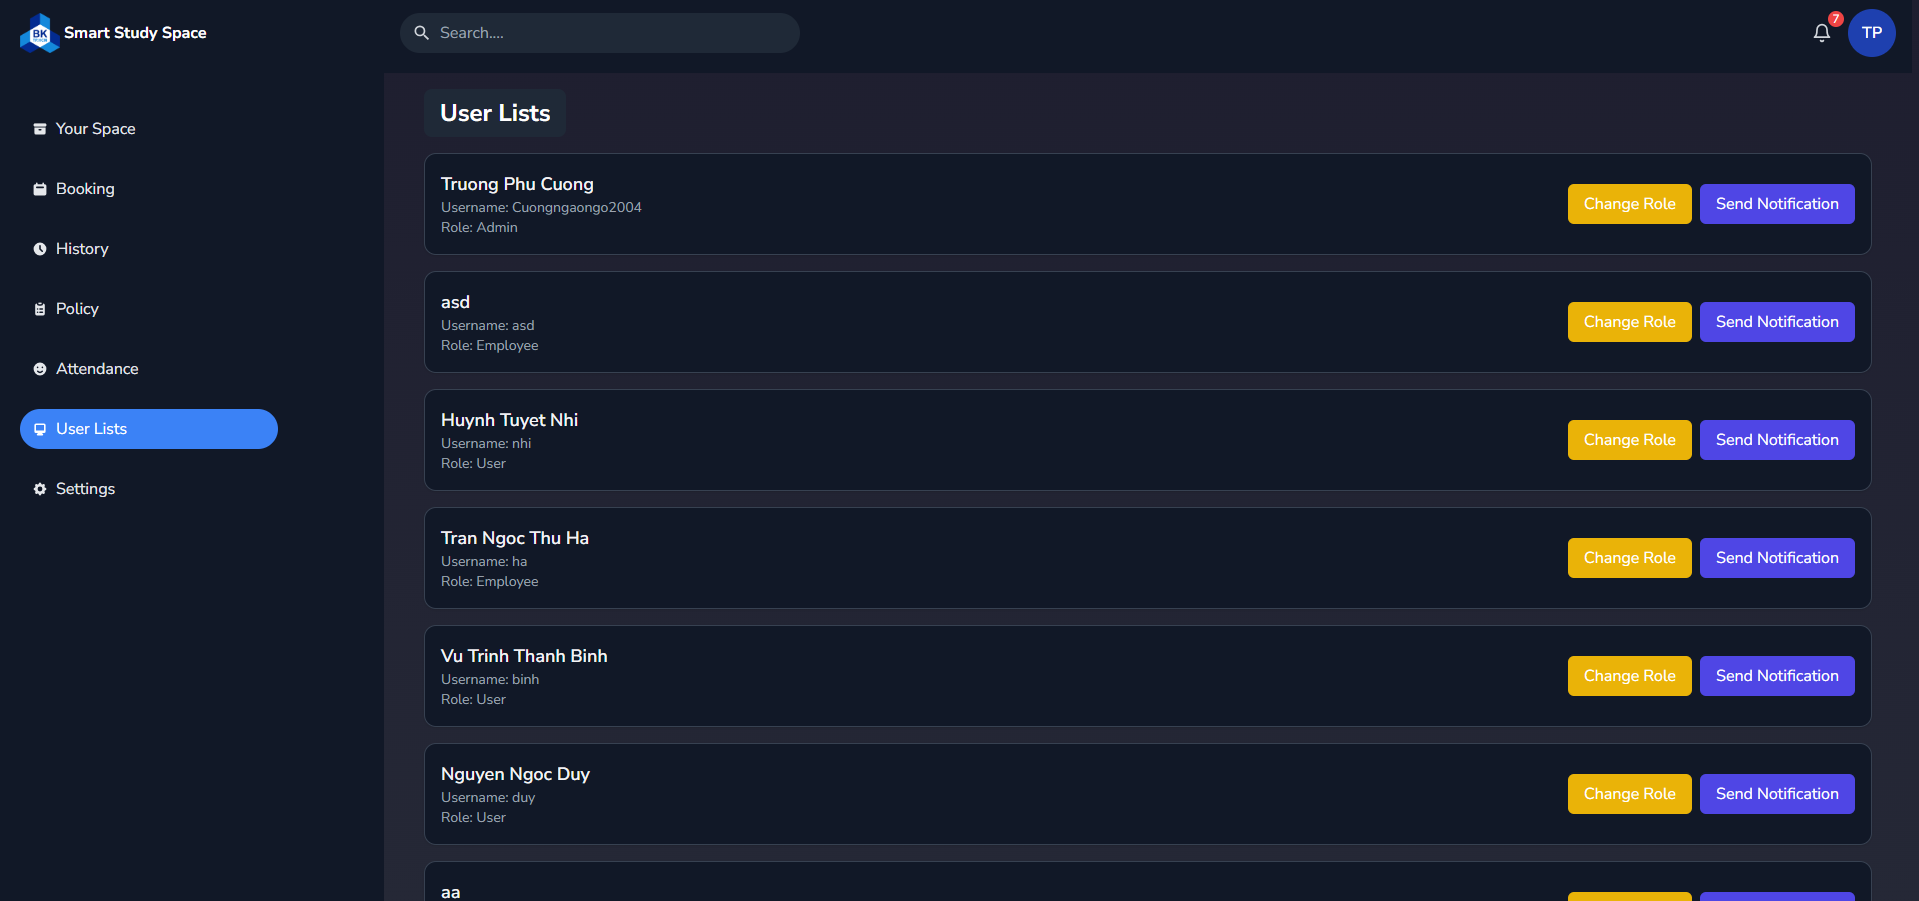 BK
Smart Study Space
Search....
7
TP
Your Space
Booking
History
Policy
Attendance
User Lists
Settings
User Lists
Truong Phu Cuong
Username: Cuongngaongo2004
Role: Admin
Change Role
Send Notification
asd
Username: asd
Role: Employee
Change Role
Send Notification
Huynh Tuyet Nhi
Username: nhi
Role: User
Change Role
Send Notification
Tran Ngoc Thu Ha
Username: ha
Role: Employee
Change Role
Send Notification
Vu Trinh Thanh Binh
Username: binh
Role: User
Change Role
Send Notification
Nguyen Ngoc Duy
Username: duy
Role: User
Change Role
Send Notification
aa